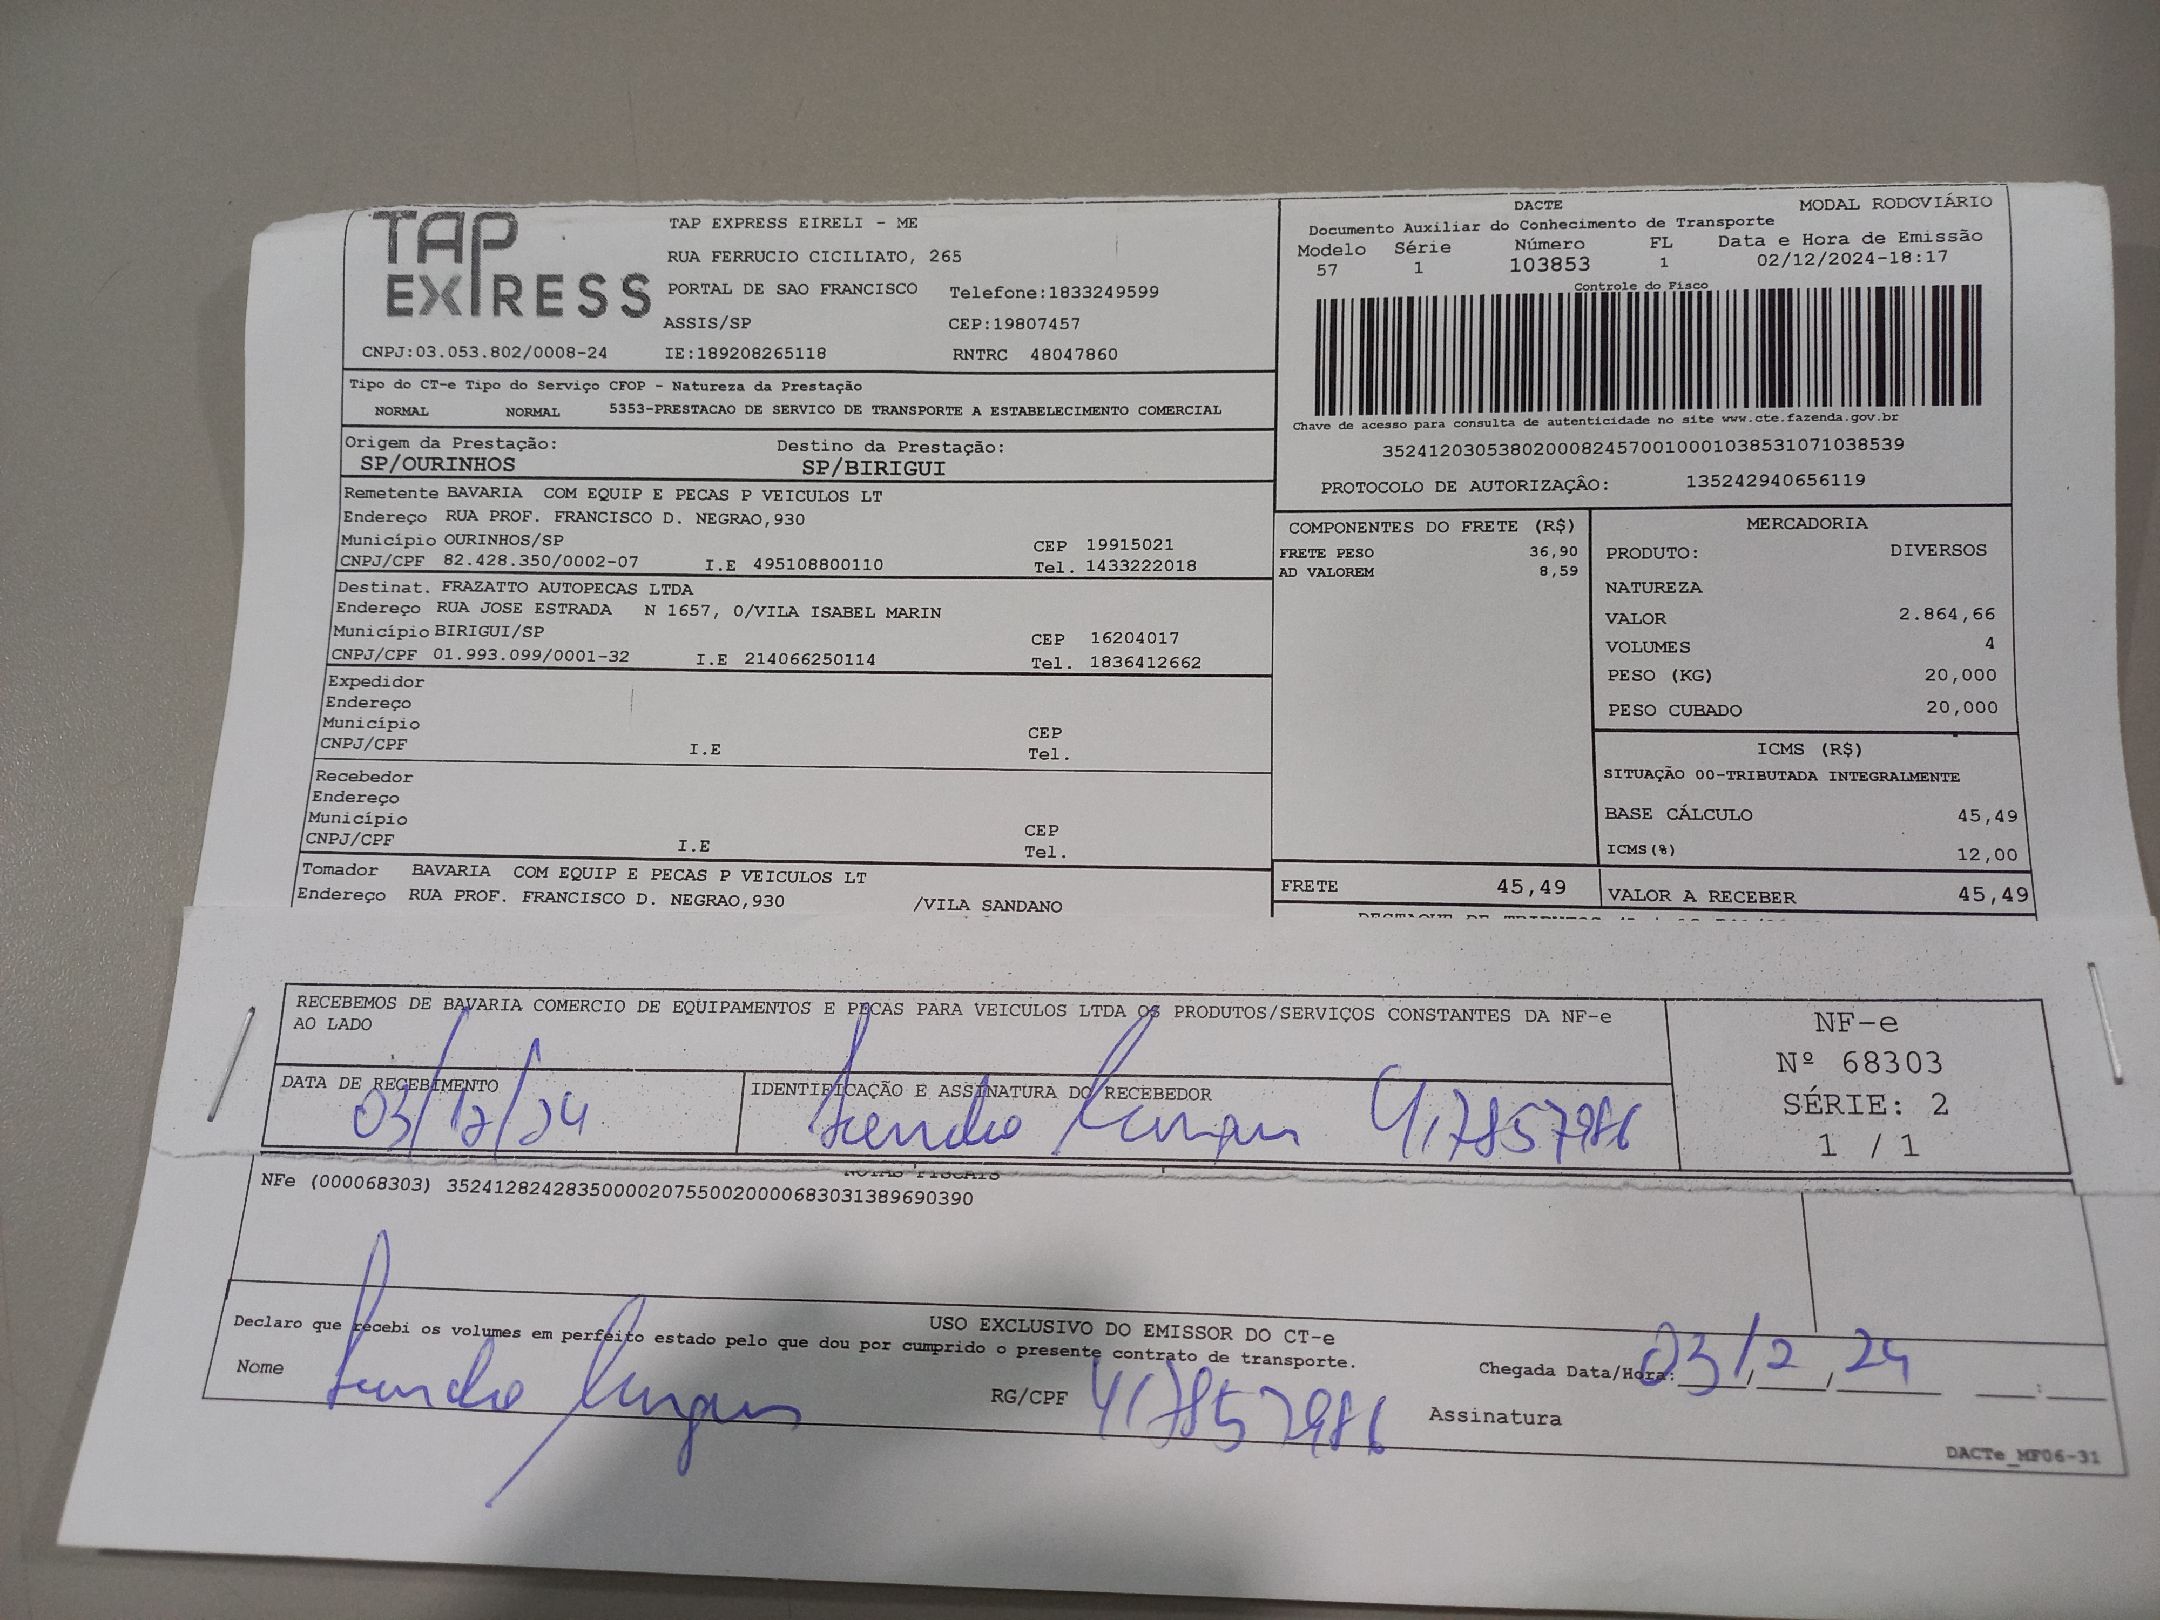 TAP EXPRESS
TAP EXPRESS EIRELI - ME
RUA FERRUCIO CICILIATO, 265
PORTAL DE SAO FRANCISCO Telefone:1833249599
ASSIS/SP CEP:19807457
CNPJ:03.053.802/0008-24 IE:189208265118 RNTRC 48047860
DACTE MODAL RODOVIÁRIO
Documento Auxiliar do Conhecimento de Transporte
Modelo Série Número FL Data e Hora de Emissão
57 1 103853 1 02/12/2024-18:17
Controle do Fisco
Chave de acesso para consulta de autenticidade no site www.cte.fazenda.gov.br
35241203053802000824570010001038531071038539
PROTOCOLO DE AUTORIZAÇÃO: 135242940656119
Tipo do CT-e Tipo do Serviço CFOP - Natureza da Prestação
NORMAL NORMAL 5353-PRESTACAO DE SERVICO DE TRANSPORTE A ESTABELECIMENTO COMERCIAL
Origem da Prestação: Destino da Prestação:
SP/OURINHOS SP/BIRIGUI
Remetente BAVARIA COM EQUIP E PECAS P VEICULOS LT
Endereço RUA PROF. FRANCISCO D. NEGRAO,930
Município OURINHOS/SP CEP 19915021
CNPJ/CPF 82.428.350/0002-07 I.E 495108800110 Tel. 1433222018
Destinat. FRAZATTO AUTOPECAS LTDA
Endereço RUA JOSE ESTRADA N 1657, 0/VILA ISABEL MARIN
Município BIRIGUI/SP CEP 16204017
CNPJ/CPF 01.993.099/0001-32 I.E 214066250114 Tel. 1836412662
Expedidor
Endereço
Município CEP
CNPJ/CPF I.E Tel.
Recebedor
Endereço
Município CEP
CNPJ/CPF I.E Tel.
Tomador BAVARIA COM EQUIP E PECAS P VEICULOS LT
Endereço RUA PROF. FRANCISCO D. NEGRAO,930 /VILA SANDANO
COMPONENTES DO FRETE (R$)
FRETE PESO 36,90
AD VALOREM 8,59
FRETE 45,49
MERCADORIA
PRODUTO: DIVERSOS
NATUREZA
VALOR 2.864,66
VOLUMES 4
PESO (KG) 20,000
PESO CUBADO 20,000
ICMS (R$)
SITUAÇÃO 00-TRIBUTADA INTEGRALMENTE
BASE CÁLCULO 45,49
ICMS(%) 12,00
VALOR A RECEBER 45,49
RECEBEMOS DE BAVARIA COMERCIO DE EQUIPAMENTOS E PECAS PARA VEICULOS LTDA OS PRODUTOS/SERVIÇOS CONSTANTES DA NF-e
AO LADO
DATA DE RECEBIMENTO IDENTIFICAÇÃO E ASSINATURA DO RECEBEDOR
03/12/24 417857986
NF-e
Nº 68303
SÉRIE: 2
1 / 1
NOTAS FISCAIS
NFe (000068303) 35241282428350000207550020000683031389690390
USO EXCLUSIVO DO EMISSOR DO CT-e
Declaro que recebi os volumes em perfeito estado pelo que dou por cumprido o presente contrato de transporte.
Nome RG/CPF 417857986 Assinatura
Chegada Data/Hora: 03/12/24
DACTe_MF06-31